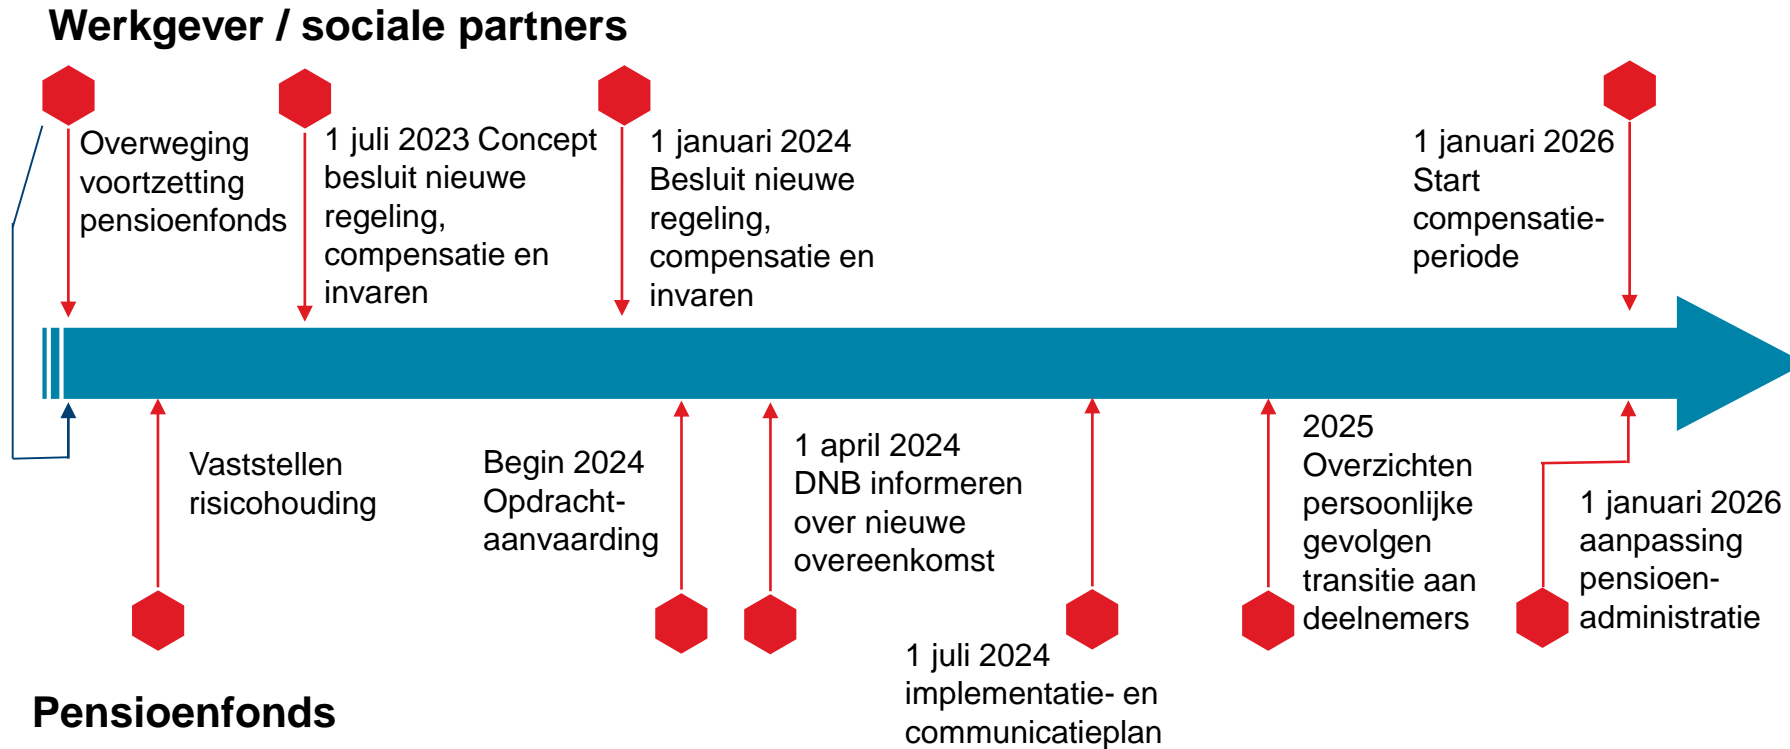 Werkgever / sociale partners
Overweging
voortzetting
pensioenfonds
1 juli 2023 Concept
besluit nieuwe
regeling,
compensatie en
invaren
1 januari 2024
Besluit nieuwe
regeling,
compensatie en
invaren
1 januari 2026
Start
compensatie-
periode
Vaststellen
risicohouding
Begin 2024
Opdracht-
aanvaarding
1 april 2024
DNB informeren
over nieuwe
overeenkomst
1 juli 2024
implementatie- en
communicatieplan
2025
Overzichten
persoonlijke
gevolgen
transitie aan
deelnemers
1 januari 2026
aanpassing
pensioen-
administratie
Pensioenfonds